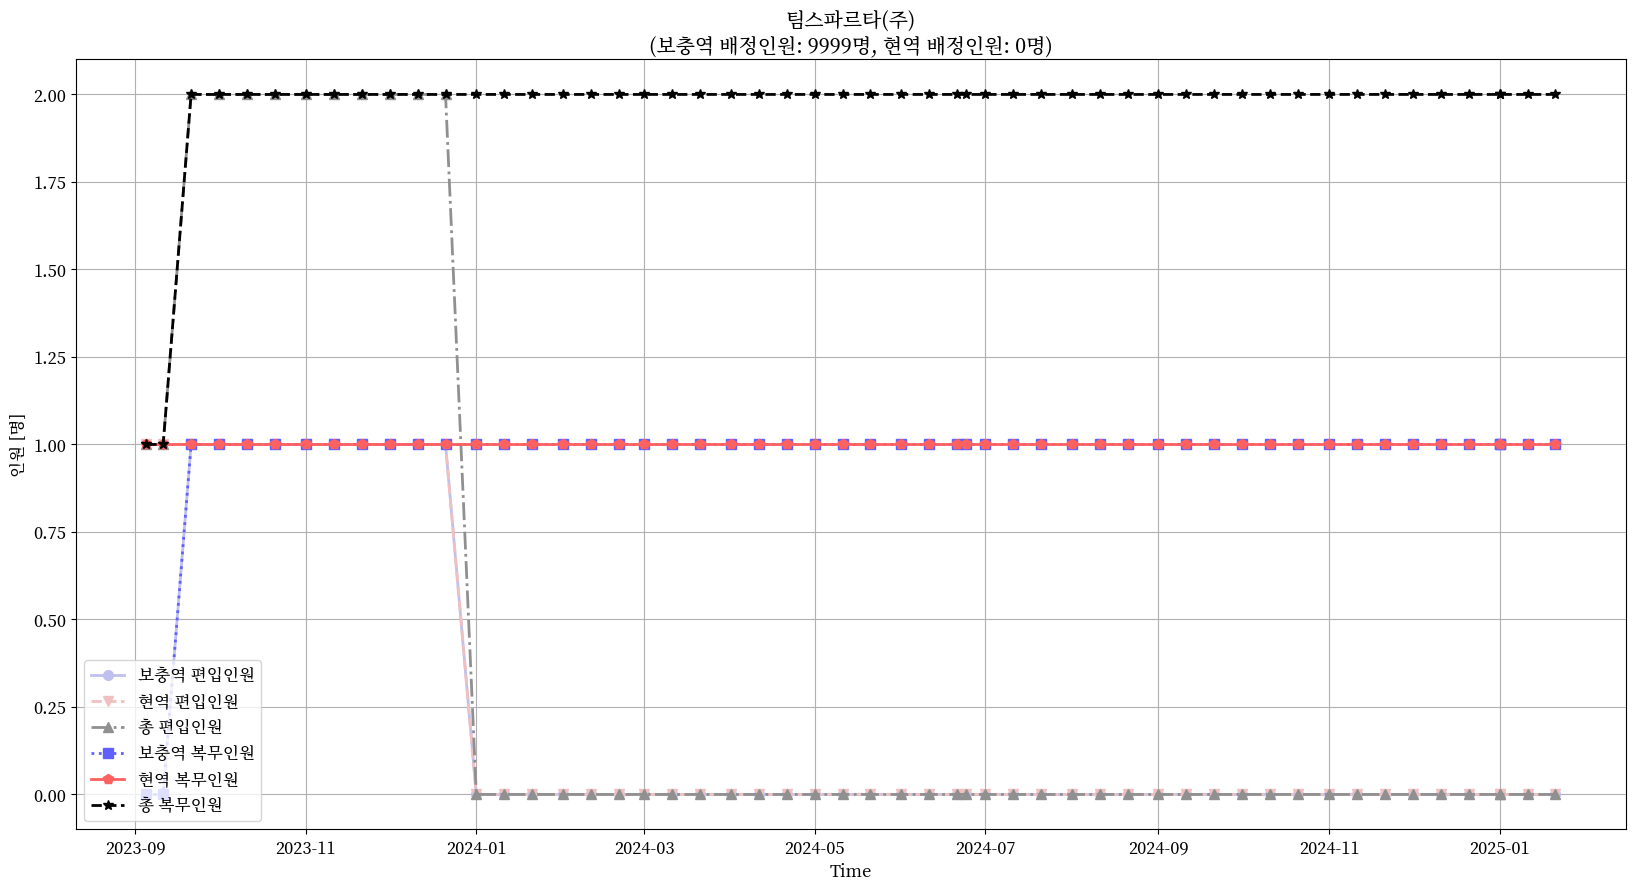 팀스파르타(주)
(보충역 배정인원: 9999명, 현역 배정인원: 0명)
인원 [명]
2.00
1.75
1.50
1.25
1.00
0.75
0.50
0.25
0.00
보충역 편입인원
현역 편입인원
총 편입인원
보충역 복무인원
현역 복무인원
총 복무인원
2023-09 2023-11 2024-01 2024-03 2024-05 2024-07 2024-09 2024-11 2025-01
Time